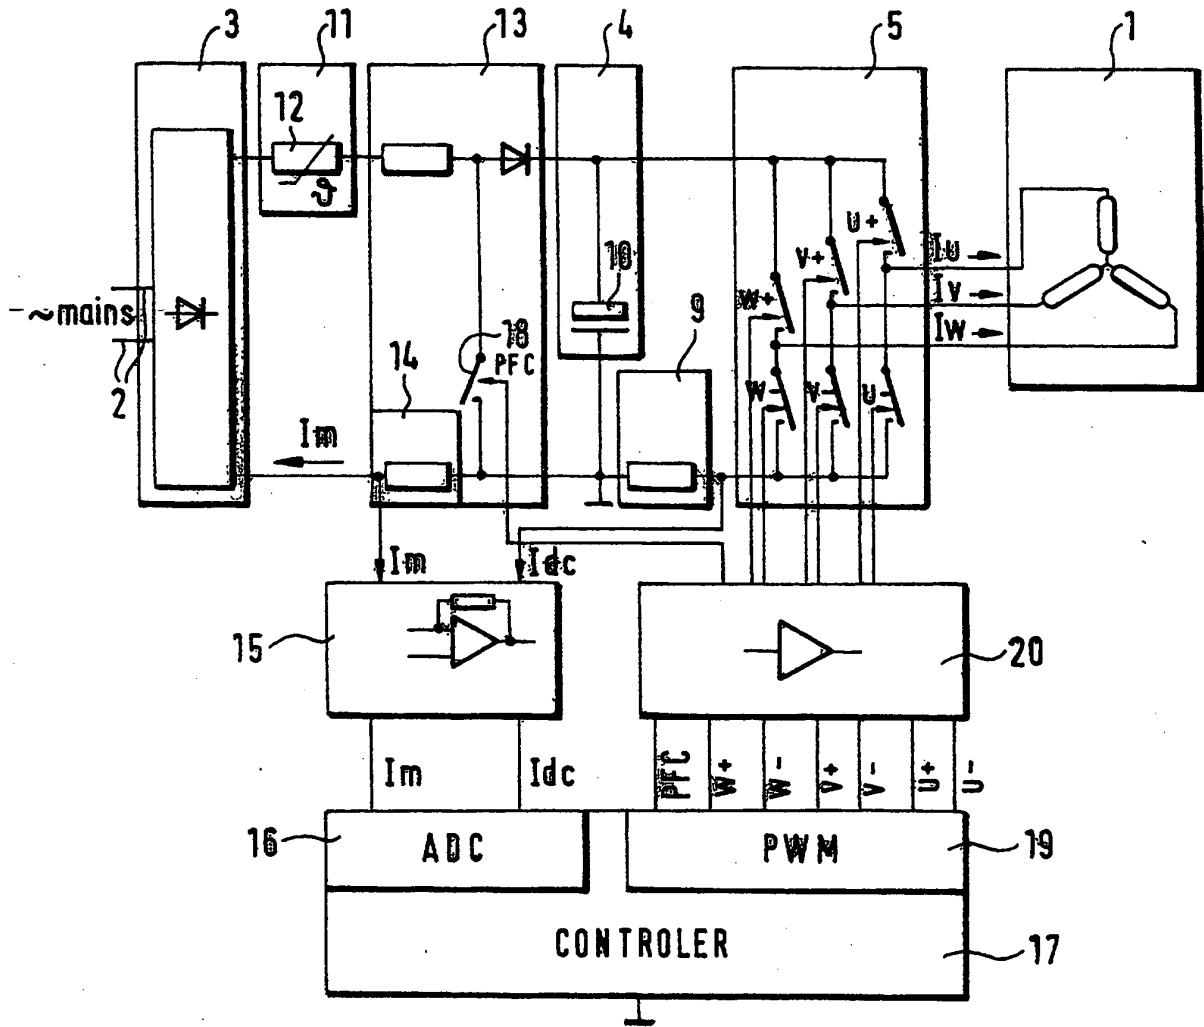 3
11
13
4
5
1
12
ϑ
10
U+
V+
W+
IU
IV
IW
~mains
2
18
PFC
9
14
W-
V-
U-
Im
Im
Idc
15
20
Im
Idc
PFC
W+
W-
V+
V-
U+
U-
16
ADC
PWM
19
CONTROLER
17